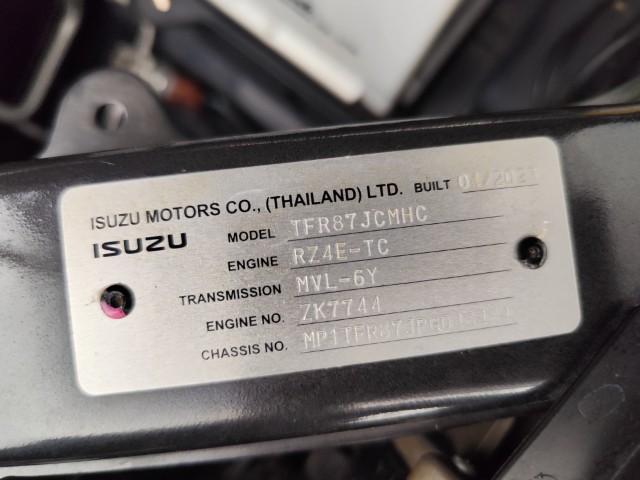 ISUZU MOTORS CO., (THAILAND) LTD. BUILT
ISUZU
MODEL TFR87JCMHC
ENGINE RZ4E-TC
TRANSMISSION MVL-6Y
ENGINE NO. ZK7744
CHASSIS NO.